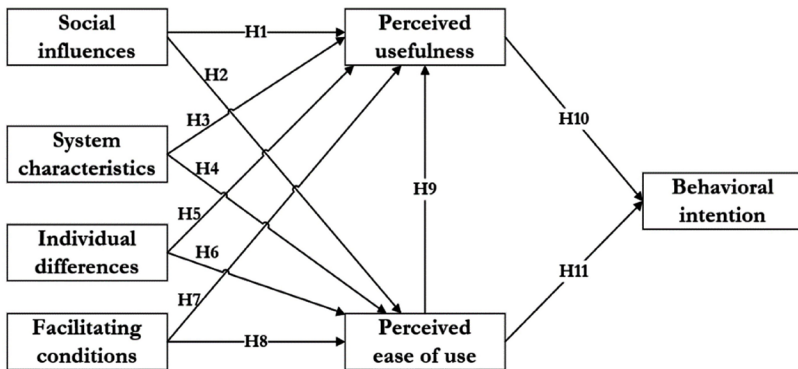 Social
influences
H1
Perceived
usefulness
H2
H3
System
characteristics
H4
H10
H5
H9
Behavioral
intention
Individual
differences
H6
H11
H7
Facilitating
conditions
H8
Perceived
ease of use